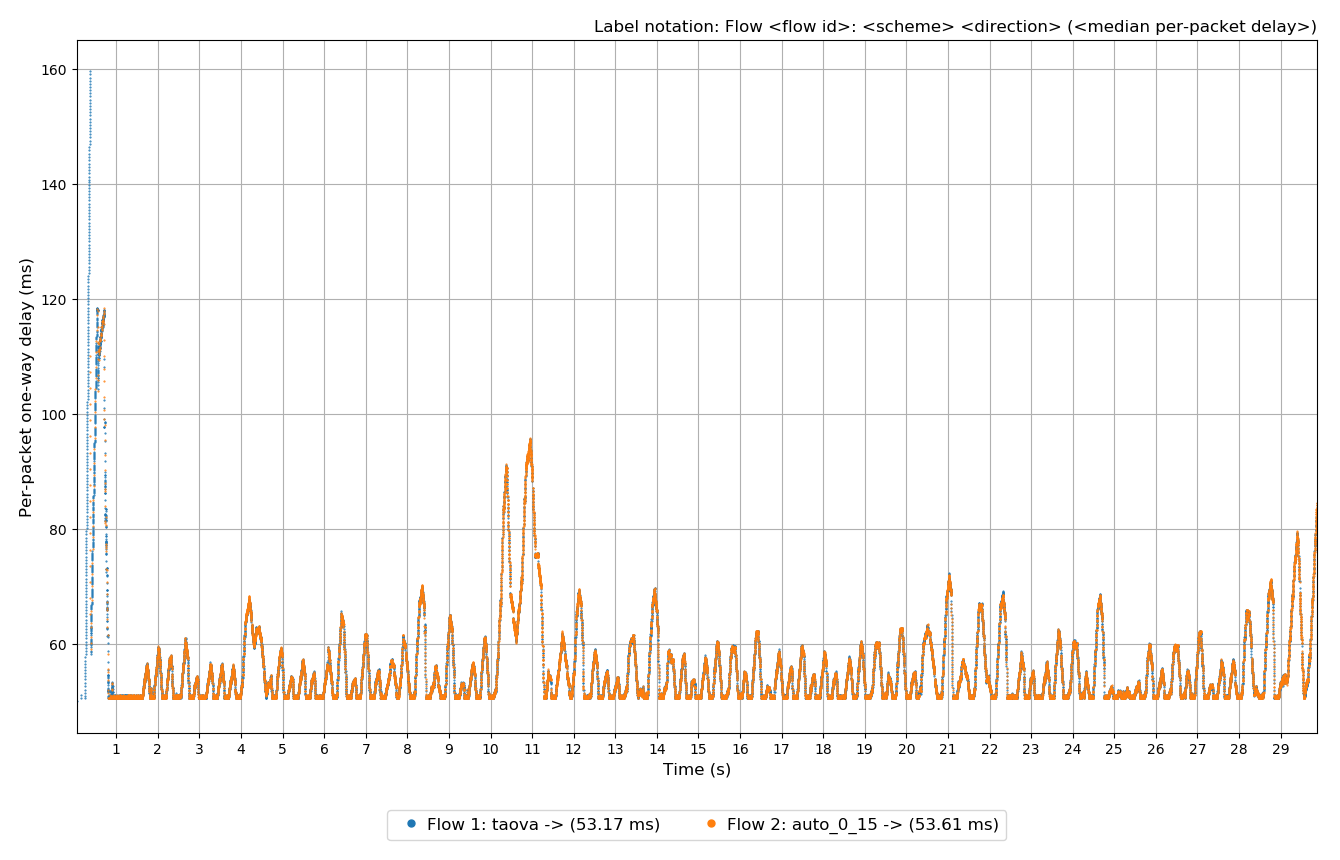 Label notation: Flow <flow id>: <scheme> <direction> (<median per-packet delay>)
160
140
120
100
80
60
Per-packet one-way delay (ms)
1 2 3 4 5 6 7 8 9 10 11 12 13 14 15 16 17 18 19 20 21 22 23 24 25 26 27 28 29
Time (s)
Flow 1: taova -> (53.17 ms) Flow 2: auto_0_15 -> (53.61 ms)